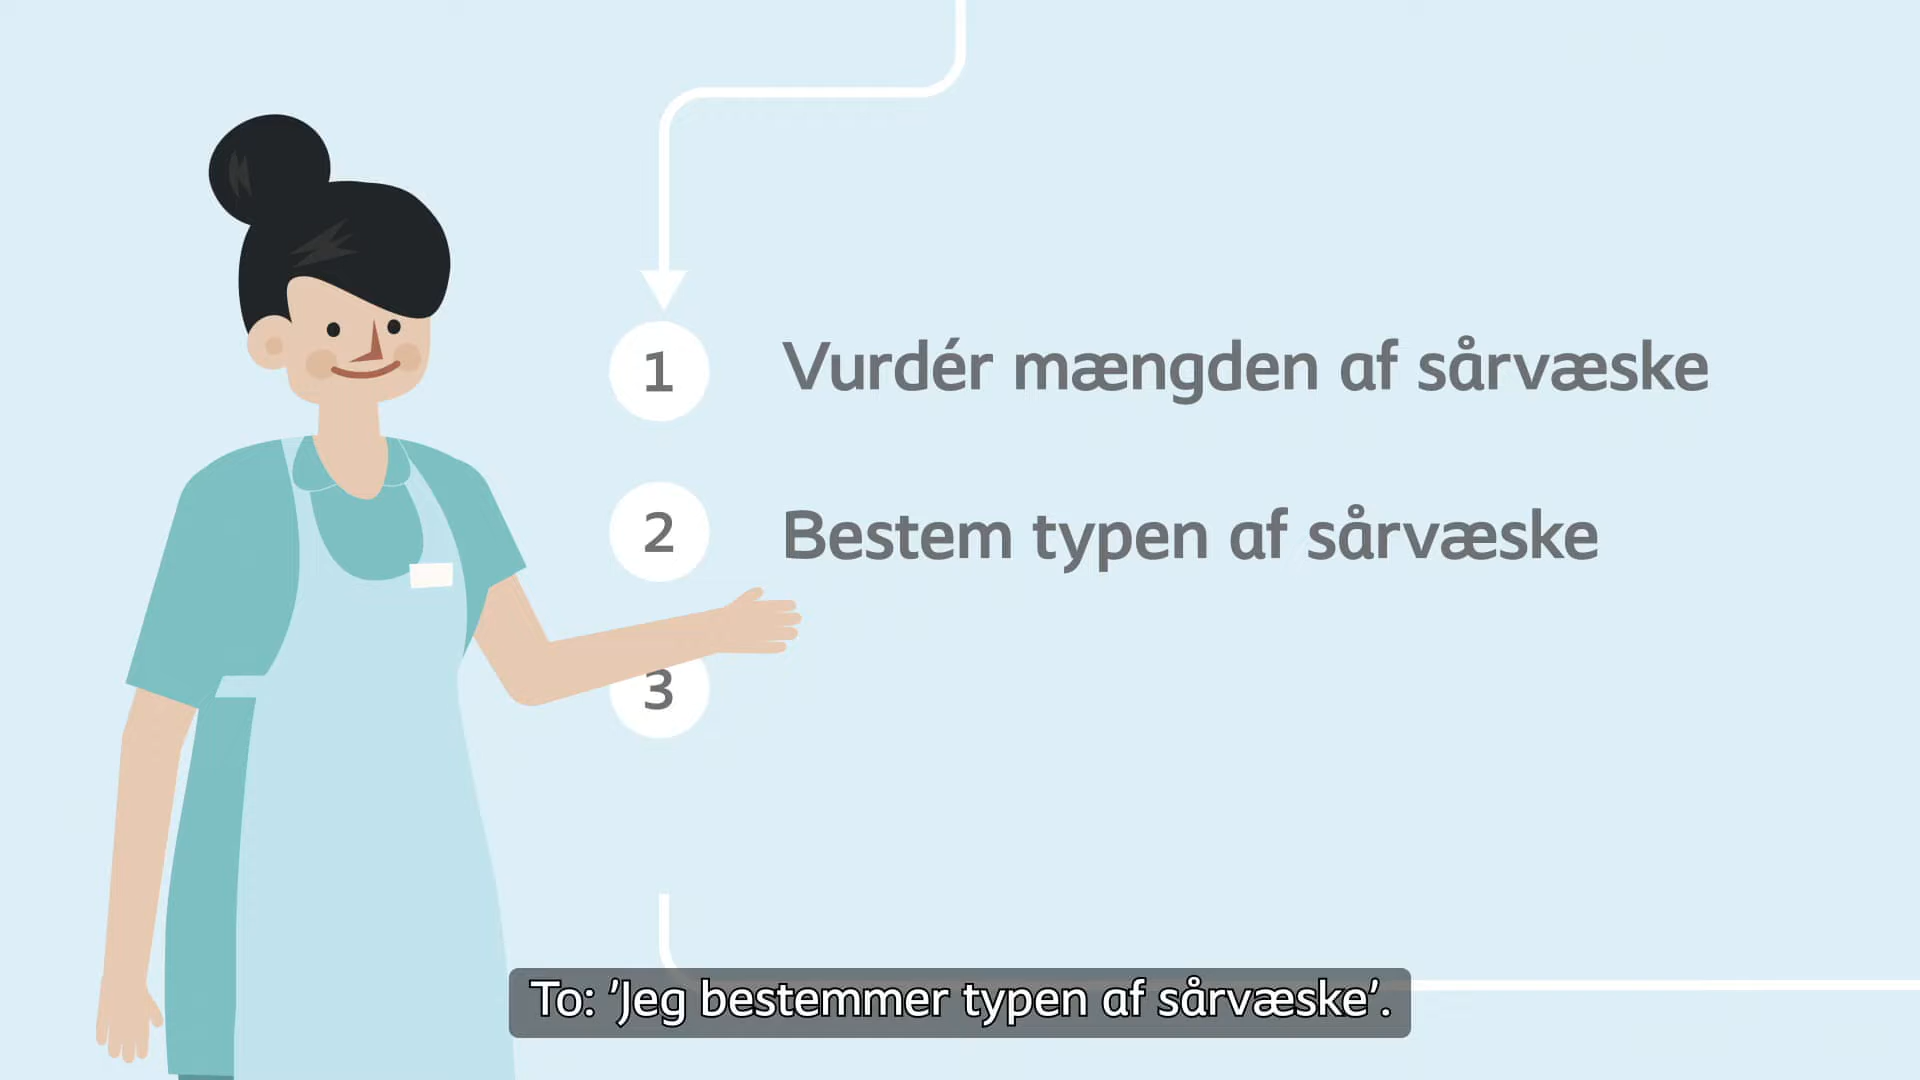 1 Vurdér mængden af sårvæske
2 Bestem typen af sårvæske
3
To: ’Jeg bestemmer typen af sårvæske’.